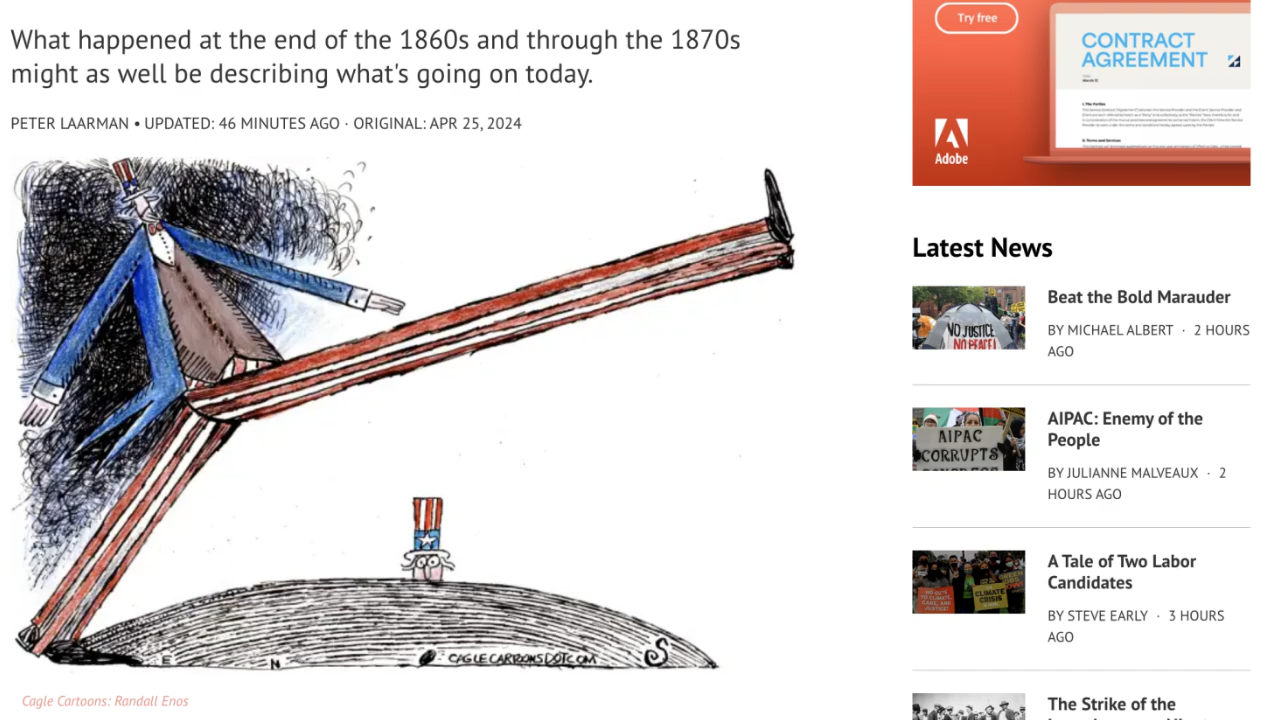 What happened at the end of the 1860s and through the 1870s
might as well be describing what's going on today.
PETER LAARMAN • UPDATED: 46 MINUTES AGO · ORIGINAL: APR 25, 2024
E N CAGLECARTOONSDOTCOM
Cagle Cartoons: Randall Enos
Try free
CONTRACT
AGREEMENT
Adobe
Latest News
Beat the Bold Marauder
BY MICHAEL ALBERT · 2 HOURS
AGO
NO JUSTICE
NO PEACE!
AIPAC: Enemy of the
People
BY JULIANNE MALVEAUX · 2
HOURS AGO
AIPAC
CORRUPTS
CONGRESS
A Tale of Two Labor
Candidates
BY STEVE EARLY · 3 HOURS
AGO
CLIMATE
CRISIS
The Strike of the